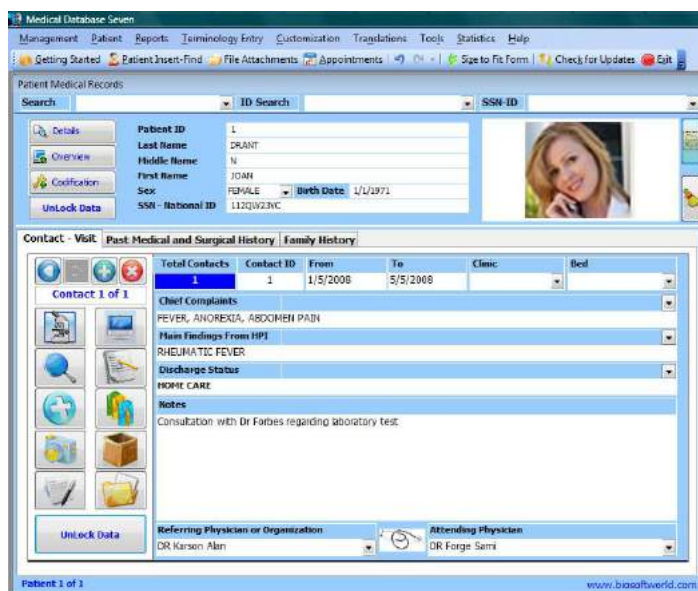 Medical Database Seven
Management Patient Reports Terminology Entry Customization Translations Tools Statistics Help
Getting Started Patient Insert-Find File Attachments Appointments Size to Fit Form Check for Updates Exit
Patient Medical Records
Search ID Search SSN-ID
Details Patient ID 1
Last Name DRANT
Overview Middle Name N
Codification First Name JOAN
Sex FEMALE Birth Date 1/1/1971
UnLock Data SSN - National ID 112QW23VC
Contact - Visit Past Medical and Surgical History Family History
Total Contacts Contact ID From To Clinic Bed
1 1 1/5/2008 5/5/2008
Contact 1 of 1
Chief Complaints
FEVER, ANOREXIA, ABDOMEN PAIN
Main Findings From HPI
RHEUMATIC FEVER
Discharge Status
HOME CARE
Notes
Consultation with Dr Forbes regarding laboratory test
UnLock Data
Referring Physician or Organization Attending Physician
DR Karson Alan DR Forge Sami
Patient 1 of 1 www.biosoftworld.com